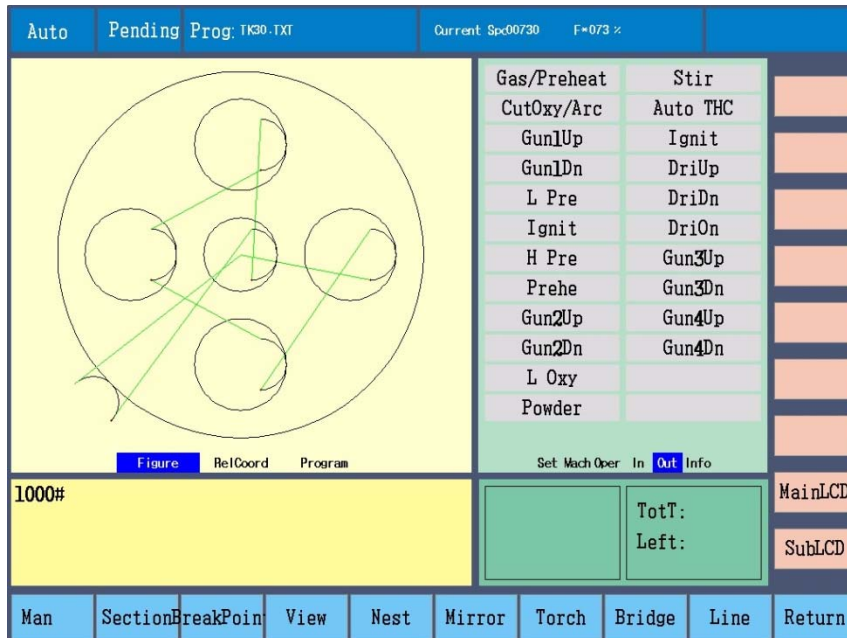 Auto Pending Prog: TK30.TXT Current Spc00730 F*073 %
Gas/Preheat Stir
CutOxy/Arc Auto THC
Gun1Up Ignit
Gun1Dn DriUp
L Pre DriDn
Ignit DriOn
H Pre Gun3Up
Prehe Gun3Dn
Gun2Up Gun4Up
Gun2Dn Gun4Dn
L Oxy
Powder
Figure RelCoord Program
Set Mach Oper In Out Info
1000#
TotT:
Left:
MainLCD
SubLCD
Man Section BreakPoin View Nest Mirror Torch Bridge Line Return